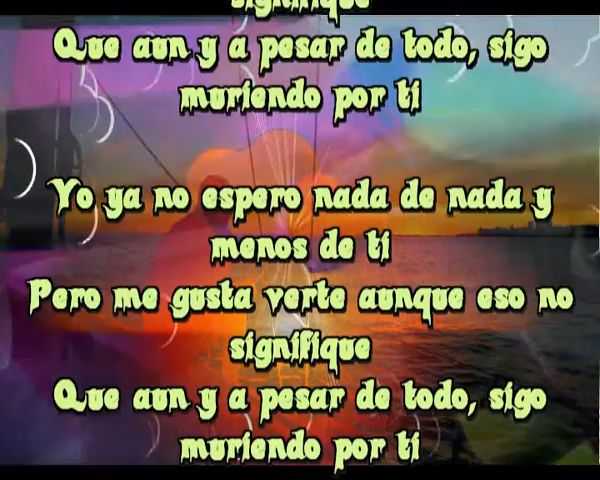 signifique
Que aun y a pesar de todo, sigo
muriendo por ti
Yo ya no espero nada de nada y
menos de ti
Pero me gusta verte aunque eso no
signifique
Que aun y a pesar de todo, sigo
muriendo por ti